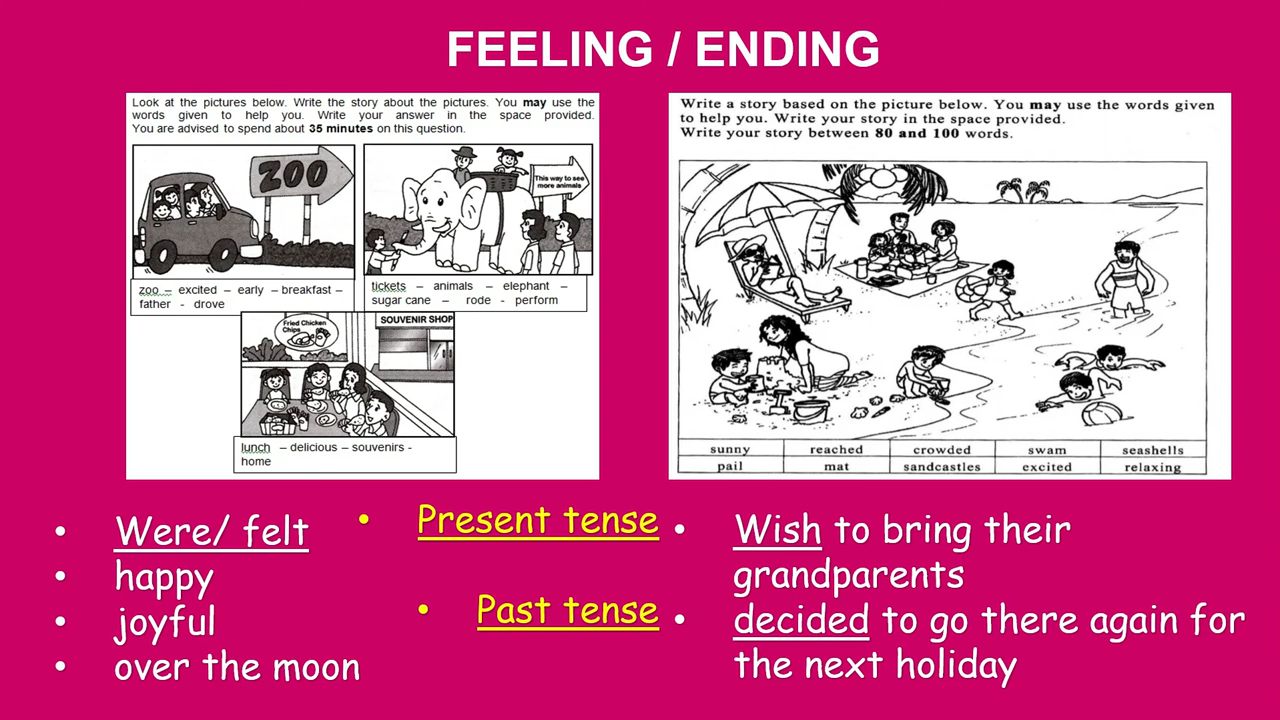 FEELING / ENDING
Look at the pictures below. Write the story about the pictures. You may use the
words given to help you. Write your answer in the space provided.
You are advised to spend about 35 minutes on this question.
ZOO
This way to see
more animals
zoo – excited – early – breakfast –
father - drove
tickets – animals – elephant –
sugar cane – rode - perform
Fried Chicken
Chips
SOUVENIR SHOP
lunch – delicious – souvenirs -
home
Write a story based on the picture below. You may use the words given
to help you. Write your story in the space provided.
Write your story between 80 and 100 words.
sunny reached crowded swam seashells
pail mat sandcastles excited relaxing
• Were/ felt
• happy
• joyful
• over the moon
• Present tense
• Past tense
• Wish to bring their
grandparents
• decided to go there again for
the next holiday